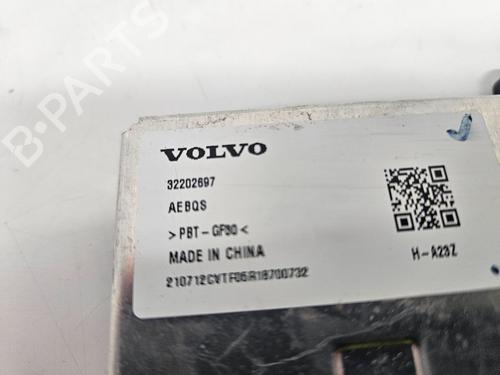 B-PARTS
VOLVO
32202697
AEBQS
>PBT-GF30<
MADE IN CHINA
H-A23Z
210712CVTF05R18700732